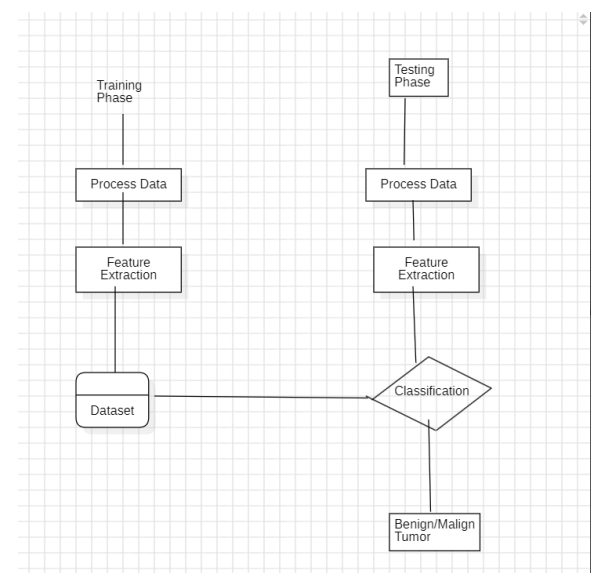 Training
Phase
Process Data
Feature
Extraction
Dataset
Testing
Phase
Process Data
Feature
Extraction
Classification
Benign/Malign
Tumor